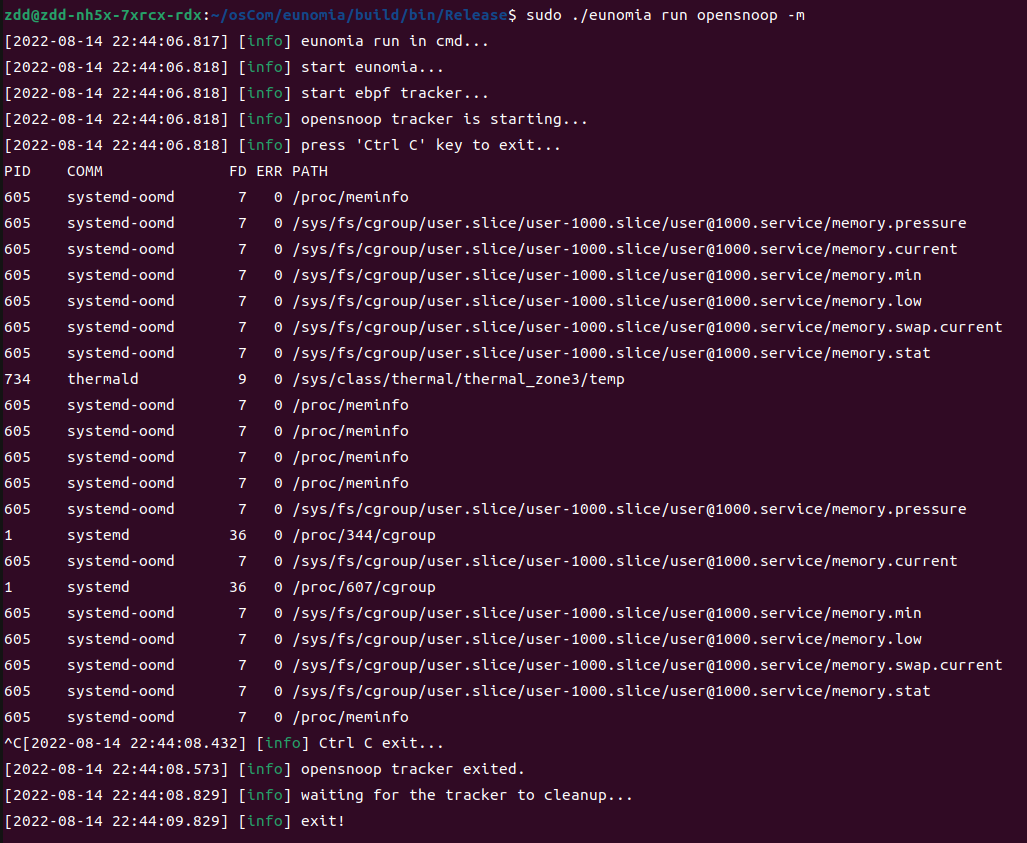 zdd@zdd-nh5x-7xrcx-rdx:~/osCom/eunomia/build/bin/Release$ sudo ./eunomia run opensnoop -m
[2022-08-14 22:44:06.817] [info] eunomia run in cmd...
[2022-08-14 22:44:06.818] [info] start eunomia...
[2022-08-14 22:44:06.818] [info] start ebpf tracker...
[2022-08-14 22:44:06.818] [info] opensnoop tracker is starting...
[2022-08-14 22:44:06.818] [info] press 'Ctrl C' key to exit...
PID    COMM              FD ERR PATH
605    systemd-oomd       7   0 /proc/meminfo
605    systemd-oomd       7   0 /sys/fs/cgroup/user.slice/user-1000.slice/user@1000.service/memory.pressure
605    systemd-oomd       7   0 /sys/fs/cgroup/user.slice/user-1000.slice/user@1000.service/memory.current
605    systemd-oomd       7   0 /sys/fs/cgroup/user.slice/user-1000.slice/user@1000.service/memory.min
605    systemd-oomd       7   0 /sys/fs/cgroup/user.slice/user-1000.slice/user@1000.service/memory.low
605    systemd-oomd       7   0 /sys/fs/cgroup/user.slice/user-1000.slice/user@1000.service/memory.swap.current
605    systemd-oomd       7   0 /sys/fs/cgroup/user.slice/user-1000.slice/user@1000.service/memory.stat
734    thermald           9   0 /sys/class/thermal/thermal_zone3/temp
605    systemd-oomd       7   0 /proc/meminfo
605    systemd-oomd       7   0 /proc/meminfo
605    systemd-oomd       7   0 /proc/meminfo
605    systemd-oomd       7   0 /proc/meminfo
605    systemd-oomd       7   0 /sys/fs/cgroup/user.slice/user-1000.slice/user@1000.service/memory.pressure
1      systemd           36   0 /proc/344/cgroup
605    systemd-oomd       7   0 /sys/fs/cgroup/user.slice/user-1000.slice/user@1000.service/memory.current
1      systemd           36   0 /proc/607/cgroup
605    systemd-oomd       7   0 /sys/fs/cgroup/user.slice/user-1000.slice/user@1000.service/memory.min
605    systemd-oomd       7   0 /sys/fs/cgroup/user.slice/user-1000.slice/user@1000.service/memory.low
605    systemd-oomd       7   0 /sys/fs/cgroup/user.slice/user-1000.slice/user@1000.service/memory.swap.current
605    systemd-oomd       7   0 /sys/fs/cgroup/user.slice/user-1000.slice/user@1000.service/memory.stat
605    systemd-oomd       7   0 /proc/meminfo
^C[2022-08-14 22:44:08.432] [info] Ctrl C exit...
[2022-08-14 22:44:08.573] [info] opensnoop tracker exited.
[2022-08-14 22:44:08.829] [info] waiting for the tracker to cleanup...
[2022-08-14 22:44:09.829] [info] exit!